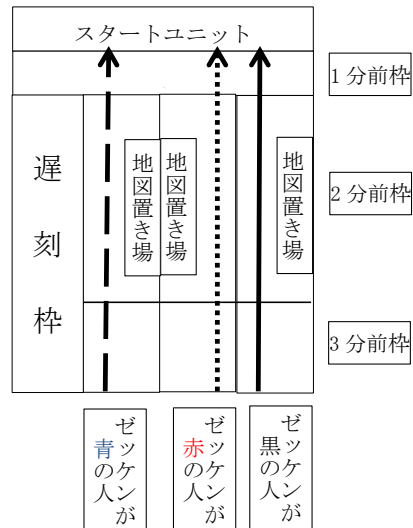 スタートユニット
1分前枠
遅刻枠
地図置き場
地図置き場
地図置き場
2分前枠
3分前枠
ゼッケンが
青の人
ゼッケンが
赤の人
ゼッケンが
黒の人